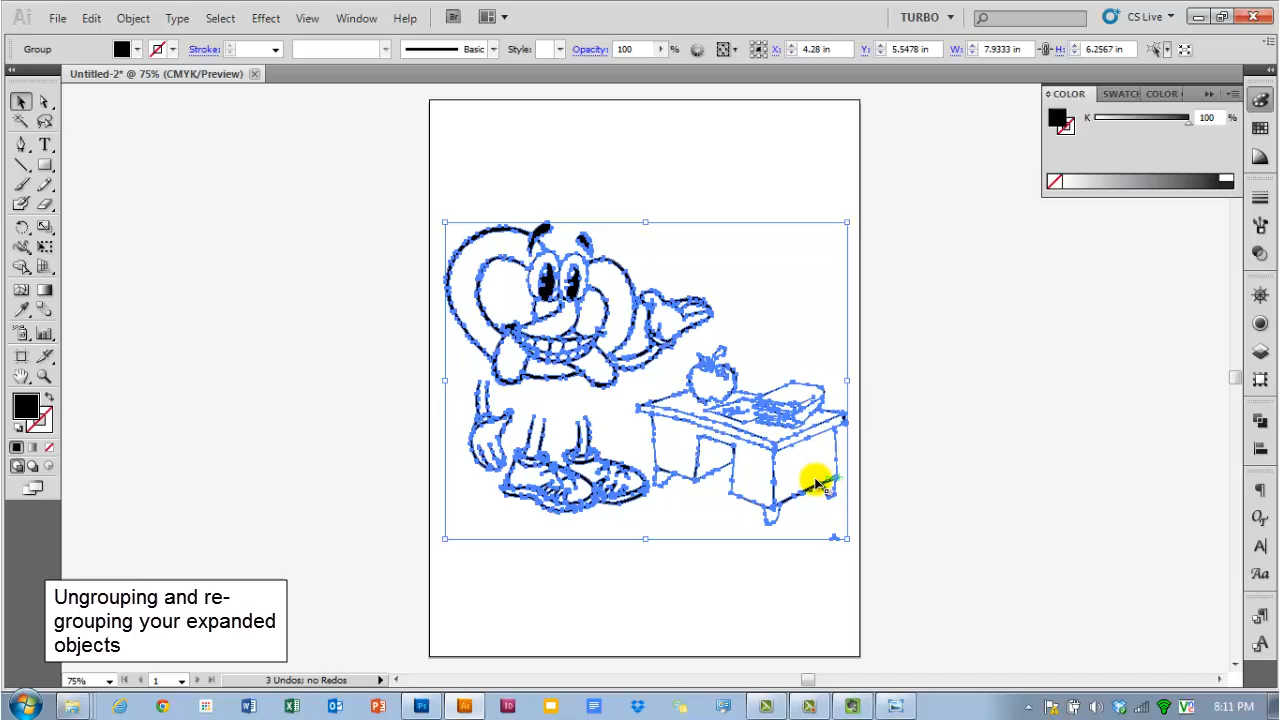 Ai File Edit Object Type Select Effect View Window Help Br TURBO CS Live
Group Stroke: Basic Style: Opacity: 100 % X: 4.28 in Y: 5.5478 in W: 7.9333 in H: 6.2567 in
Untitled-2* @ 75% (CMYK/Preview)
COLOR SWATCH COLOR
K 100 %
Ungrouping and re-
grouping your expanded
objects
75% 1 3 Undos; no Redos
8:11 PM